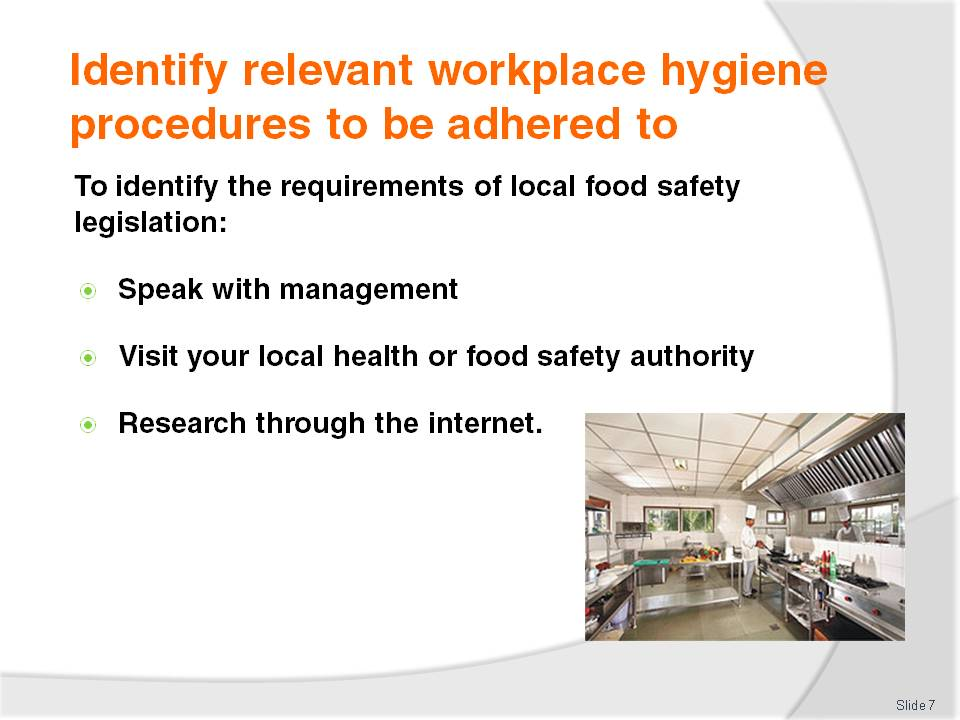 Identify relevant workplace hygiene
procedures to be adhered to
To identify the requirements of local food safety
legislation:
Speak with management
Visit your local health or food safety authority
Research through the internet.
Slide 7